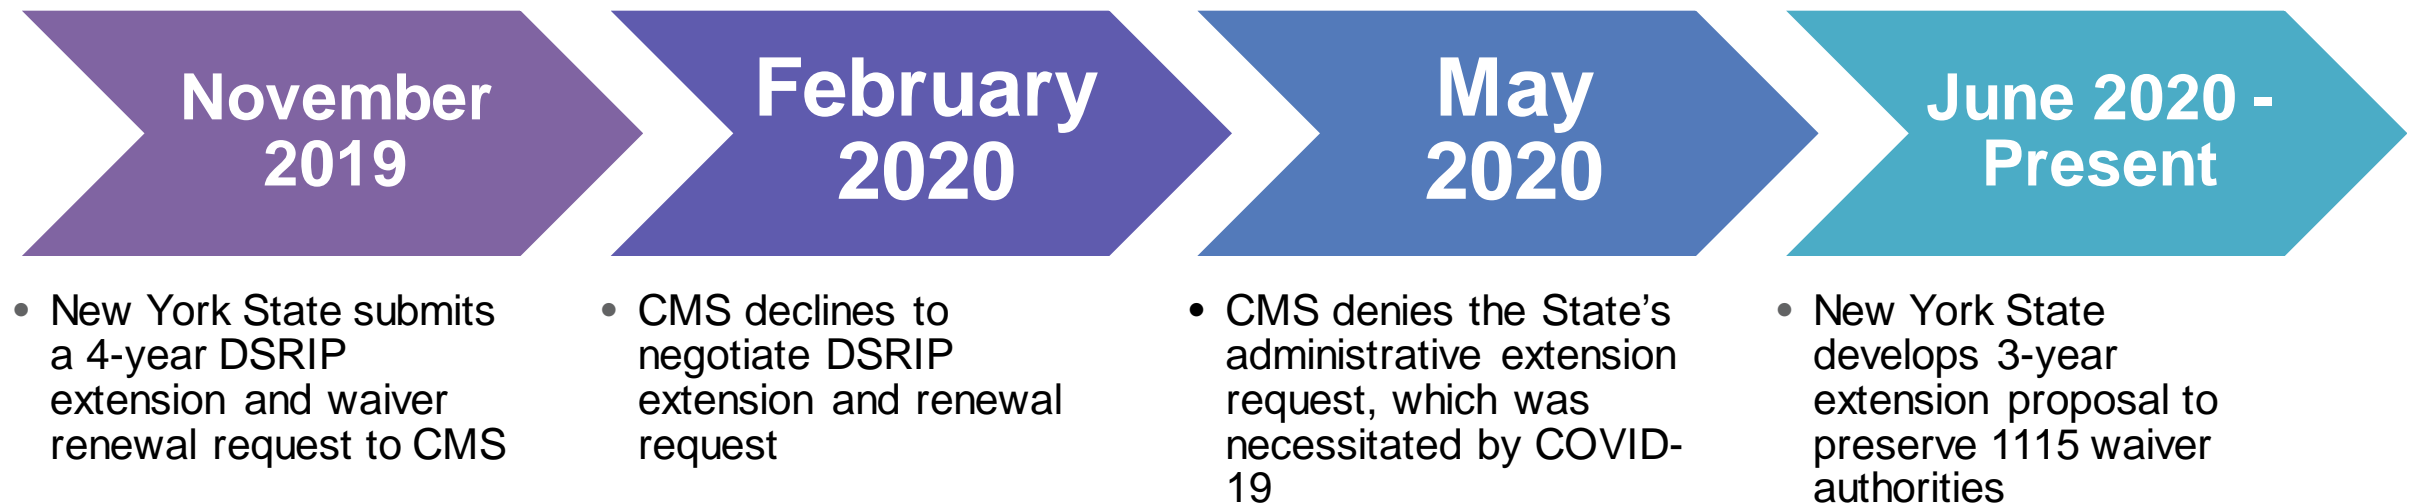 November
2019
• New York State submits
a 4-year DSRIP
extension and waiver
renewal request to CMS
February
2020
• CMS declines to
negotiate DSRIP
extension and renewal
request
May
2020
• CMS denies the State’s
administrative extension
request, which was
necessitated by COVID-
19
June 2020 -
Present
• New York State
develops 3-year
extension proposal to
preserve 1115 waiver
authorities